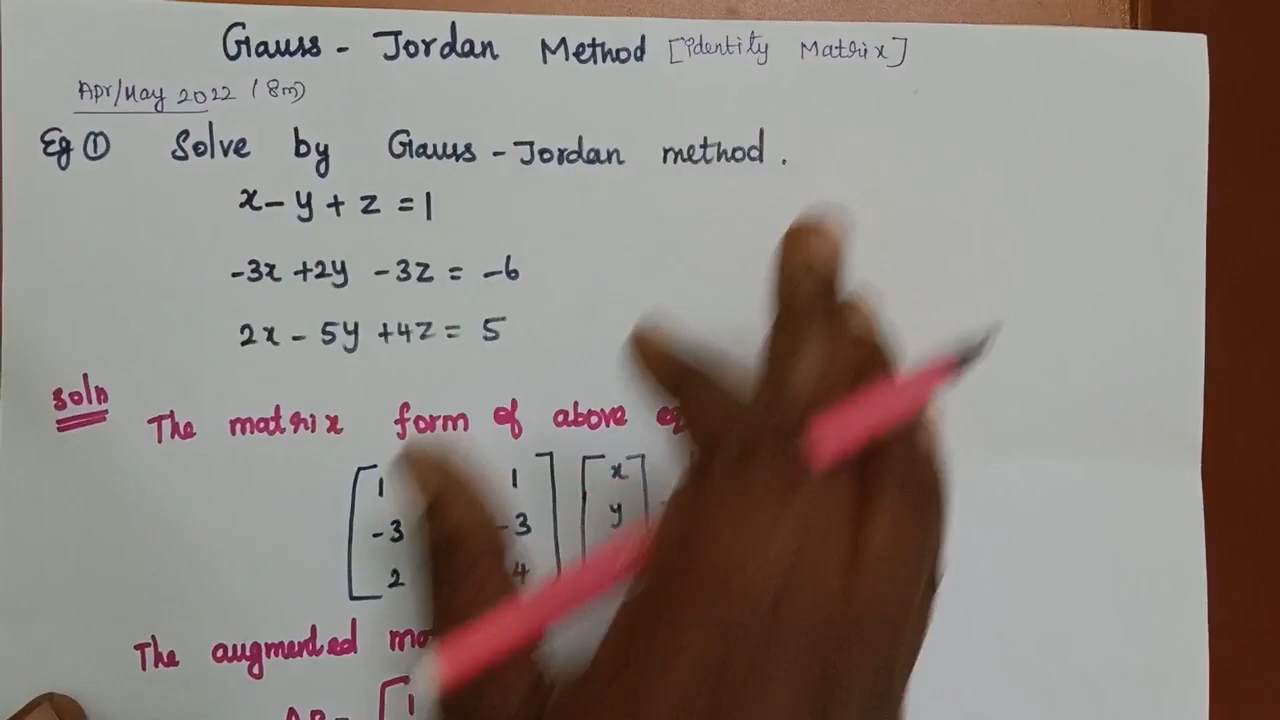 Gauss - Jordan Method [Identity Matrix]
Apr/May 2022 (8m)
Eg ① Solve by Gauss - Jordan method.
x - y + z = 1
-3x + 2y - 3z = -6
2x - 5y + 4z = 5
Soln
The matrix form of above
1 1 x
-3 -3 y
2 4
The augmented
1